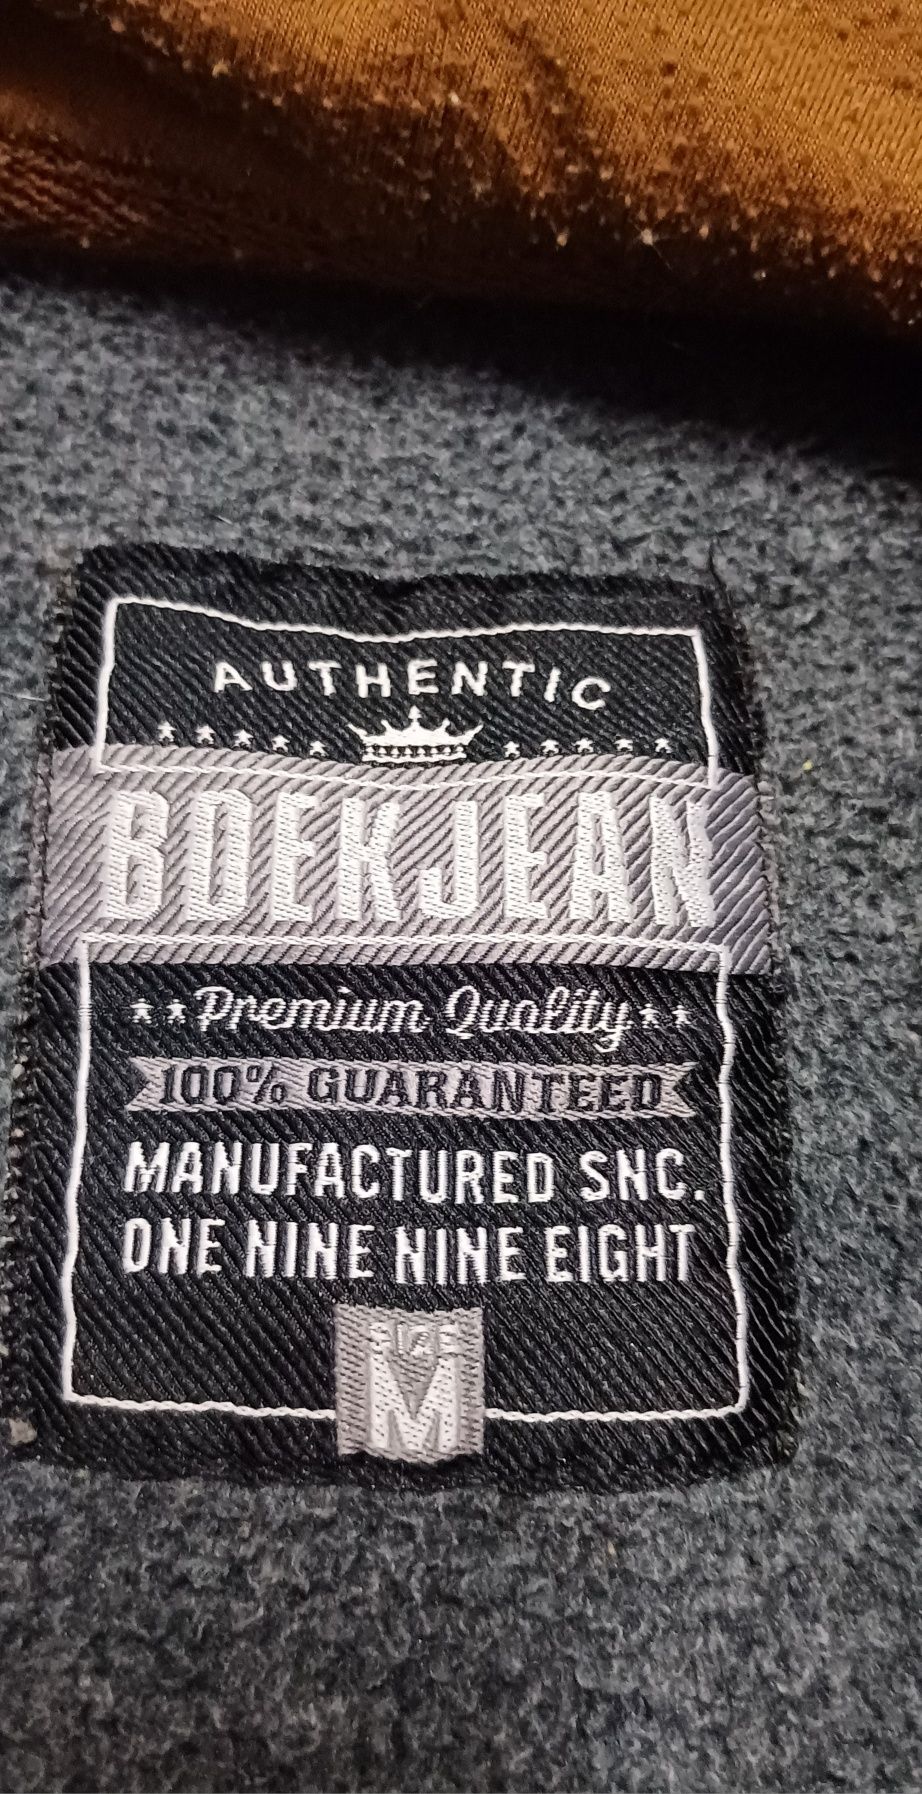 AUTHENTIC
BOEKJEAN
Premium Quality
100% GUARANTEED
MANUFACTURED SNC.
ONE NINE NINE EIGHT
SIZE
M